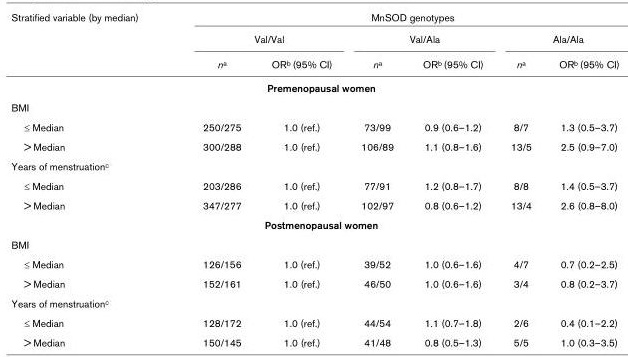 Stratified variable (by median) MnSOD genotypes
Val/Val Val/Ala Ala/Ala
nᵃ ORᵇ (95% CI) nᵃ ORᵇ (95% CI) nᵃ ORᵇ (95% CI)
Premenopausal women
BMI
≤ Median 250/275 1.0 (ref.) 73/99 0.9 (0.6–1.2) 8/7 1.3 (0.5–3.7)
> Median 300/288 1.0 (ref.) 106/89 1.1 (0.8–1.6) 13/5 2.5 (0.9–7.0)
Years of menstruationᶜ
≤ Median 203/286 1.0 (ref.) 77/91 1.2 (0.8–1.7) 8/8 1.4 (0.5–3.7)
> Median 347/277 1.0 (ref.) 102/97 0.8 (0.6–1.2) 13/4 2.6 (0.8–8.0)
Postmenopausal women
BMI
≤ Median 126/156 1.0 (ref.) 39/52 1.0 (0.6–1.6) 4/7 0.7 (0.2–2.5)
> Median 152/161 1.0 (ref.) 46/50 1.0 (0.6–1.6) 3/4 0.8 (0.2–3.7)
Years of menstruationᶜ
≤ Median 128/172 1.0 (ref.) 44/54 1.1 (0.7–1.8) 2/6 0.4 (0.1–2.2)
> Median 150/145 1.0 (ref.) 41/48 0.8 (0.5–1.3) 5/5 1.0 (0.3–3.5)